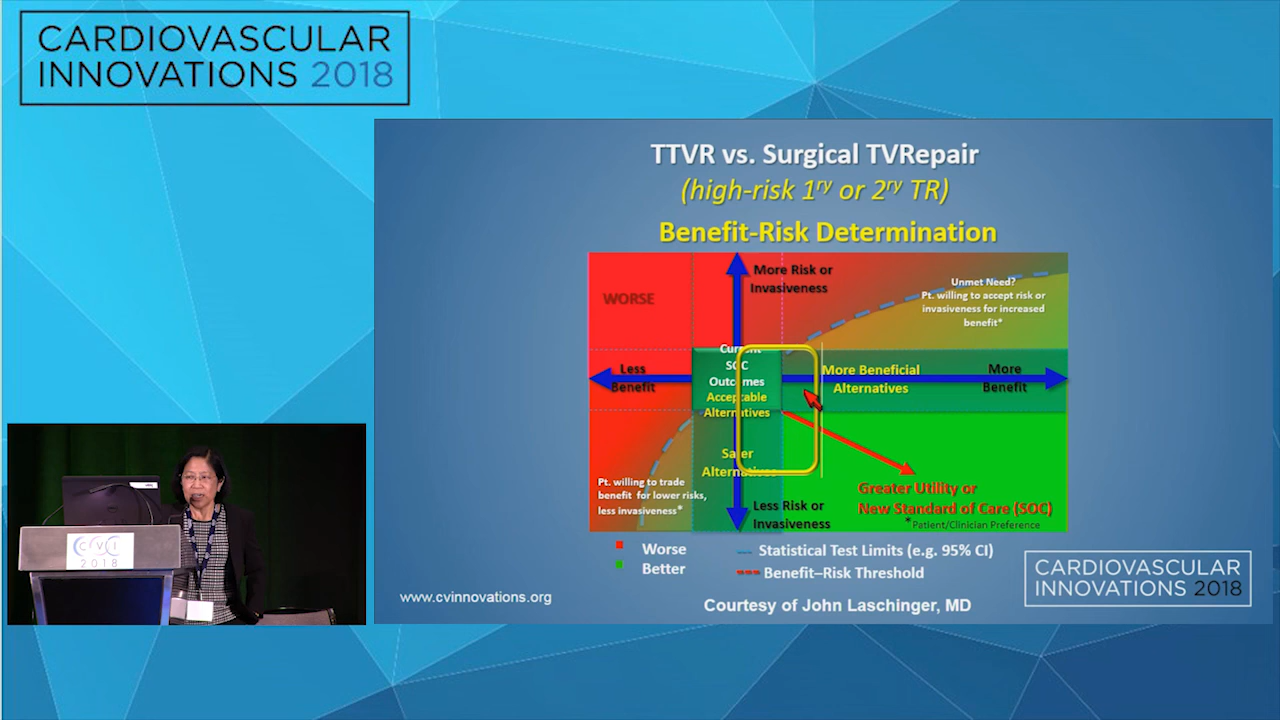 CARDIOVASCULAR
INNOVATIONS 2018
TTVR vs. Surgical TVRepair
(high-risk 1ry or 2ry TR)
Benefit-Risk Determination
WORSE
More Risk or
Invasiveness
Unmet Need?
Pt. willing to accept risk or
invasiveness for increased
benefit*
Less
Benefit
Current
SOC
Outcomes
Acceptable
Alternatives
More Beneficial
Alternatives
More
Benefit
Safer
Alternatives
Pt. willing to trade
benefit for lower risks,
less invasiveness*
Less Risk or
Invasiveness
Greater Utility or
New Standard of Care (SOC)
*Patient/Clinician Preference
Worse
Better
Statistical Test Limits (e.g. 95% CI)
Benefit–Risk Threshold
www.cvinnovations.org
Courtesy of John Laschinger, MD
CARDIOVASCULAR
INNOVATIONS 2018
CVI
2018